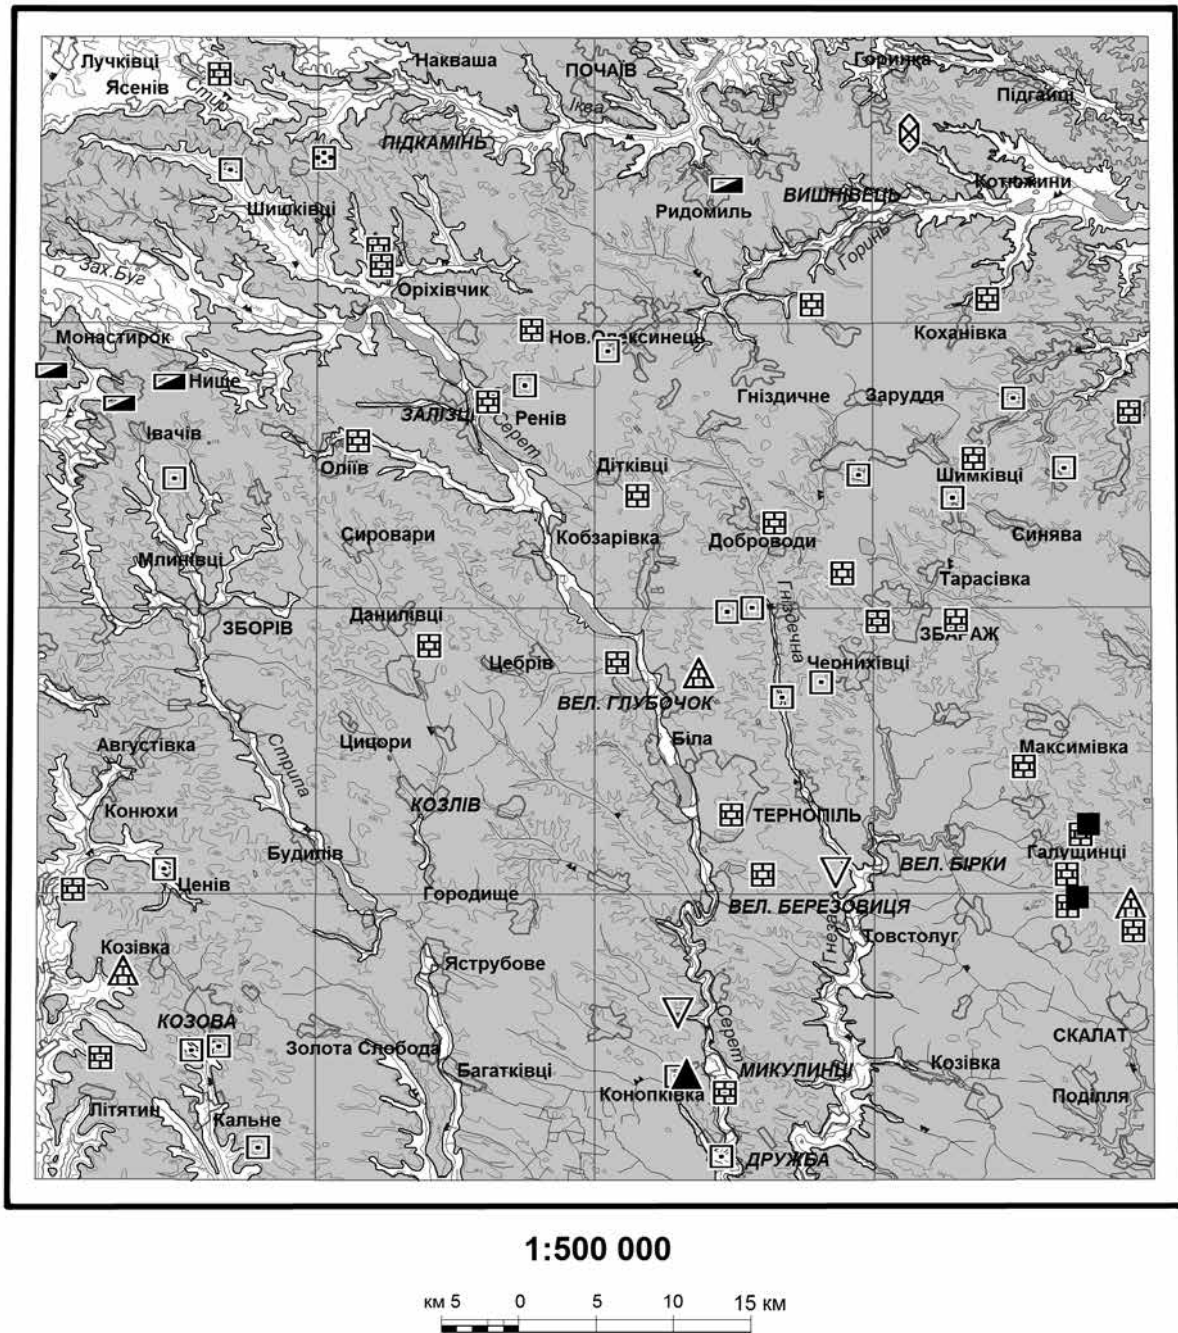 Лучківці
Ясенів
Стир
Накваша
ПОЧАЇВ
Іква
Горинка
Підгайці
ПІДКАМІНЬ
Шишківці
Ридомиль
ВИШНІВЕЦЬ
Котюжини
Горинь
Зах.Буг
Оріхівчик
Монастирок
Нов.Олексинець
Коханівка
Нище
ЗАЛІЗЦІ
Ренів
Серет
Гніздичне
Заруддя
Івачів
Оліїв
Дітківці
Шимківці
Сировари
Кобзарівка
Доброводи
Синява
Млинівці
Тарасівка
Гніздечна
ЗБОРІВ
Данилівці
ЗБАРАЖ
Цебрів
Чернихівці
ВЕЛ. ГЛУБОЧОК
Августівка
Стрипа
Цицори
Біла
Максимівка
Конюхи
КОЗЛІВ
ТЕРНОПІЛЬ
Будилів
Галущинці
Ценів
Городище
ВЕЛ. БІРКИ
ВЕЛ. БЕРЕЗОВИЦЯ
Гнезна
Товстолуг
Козівка
Яструбове
КОЗОВА
Серет
Золота Слобода
СКАЛАТ
Багатківці
Конопківка
МИКУЛИНЦІ
Козівка
Літятин
Кальне
Поділля
ДРУЖБА
1:500 000
км 5 0 5 10 15 км